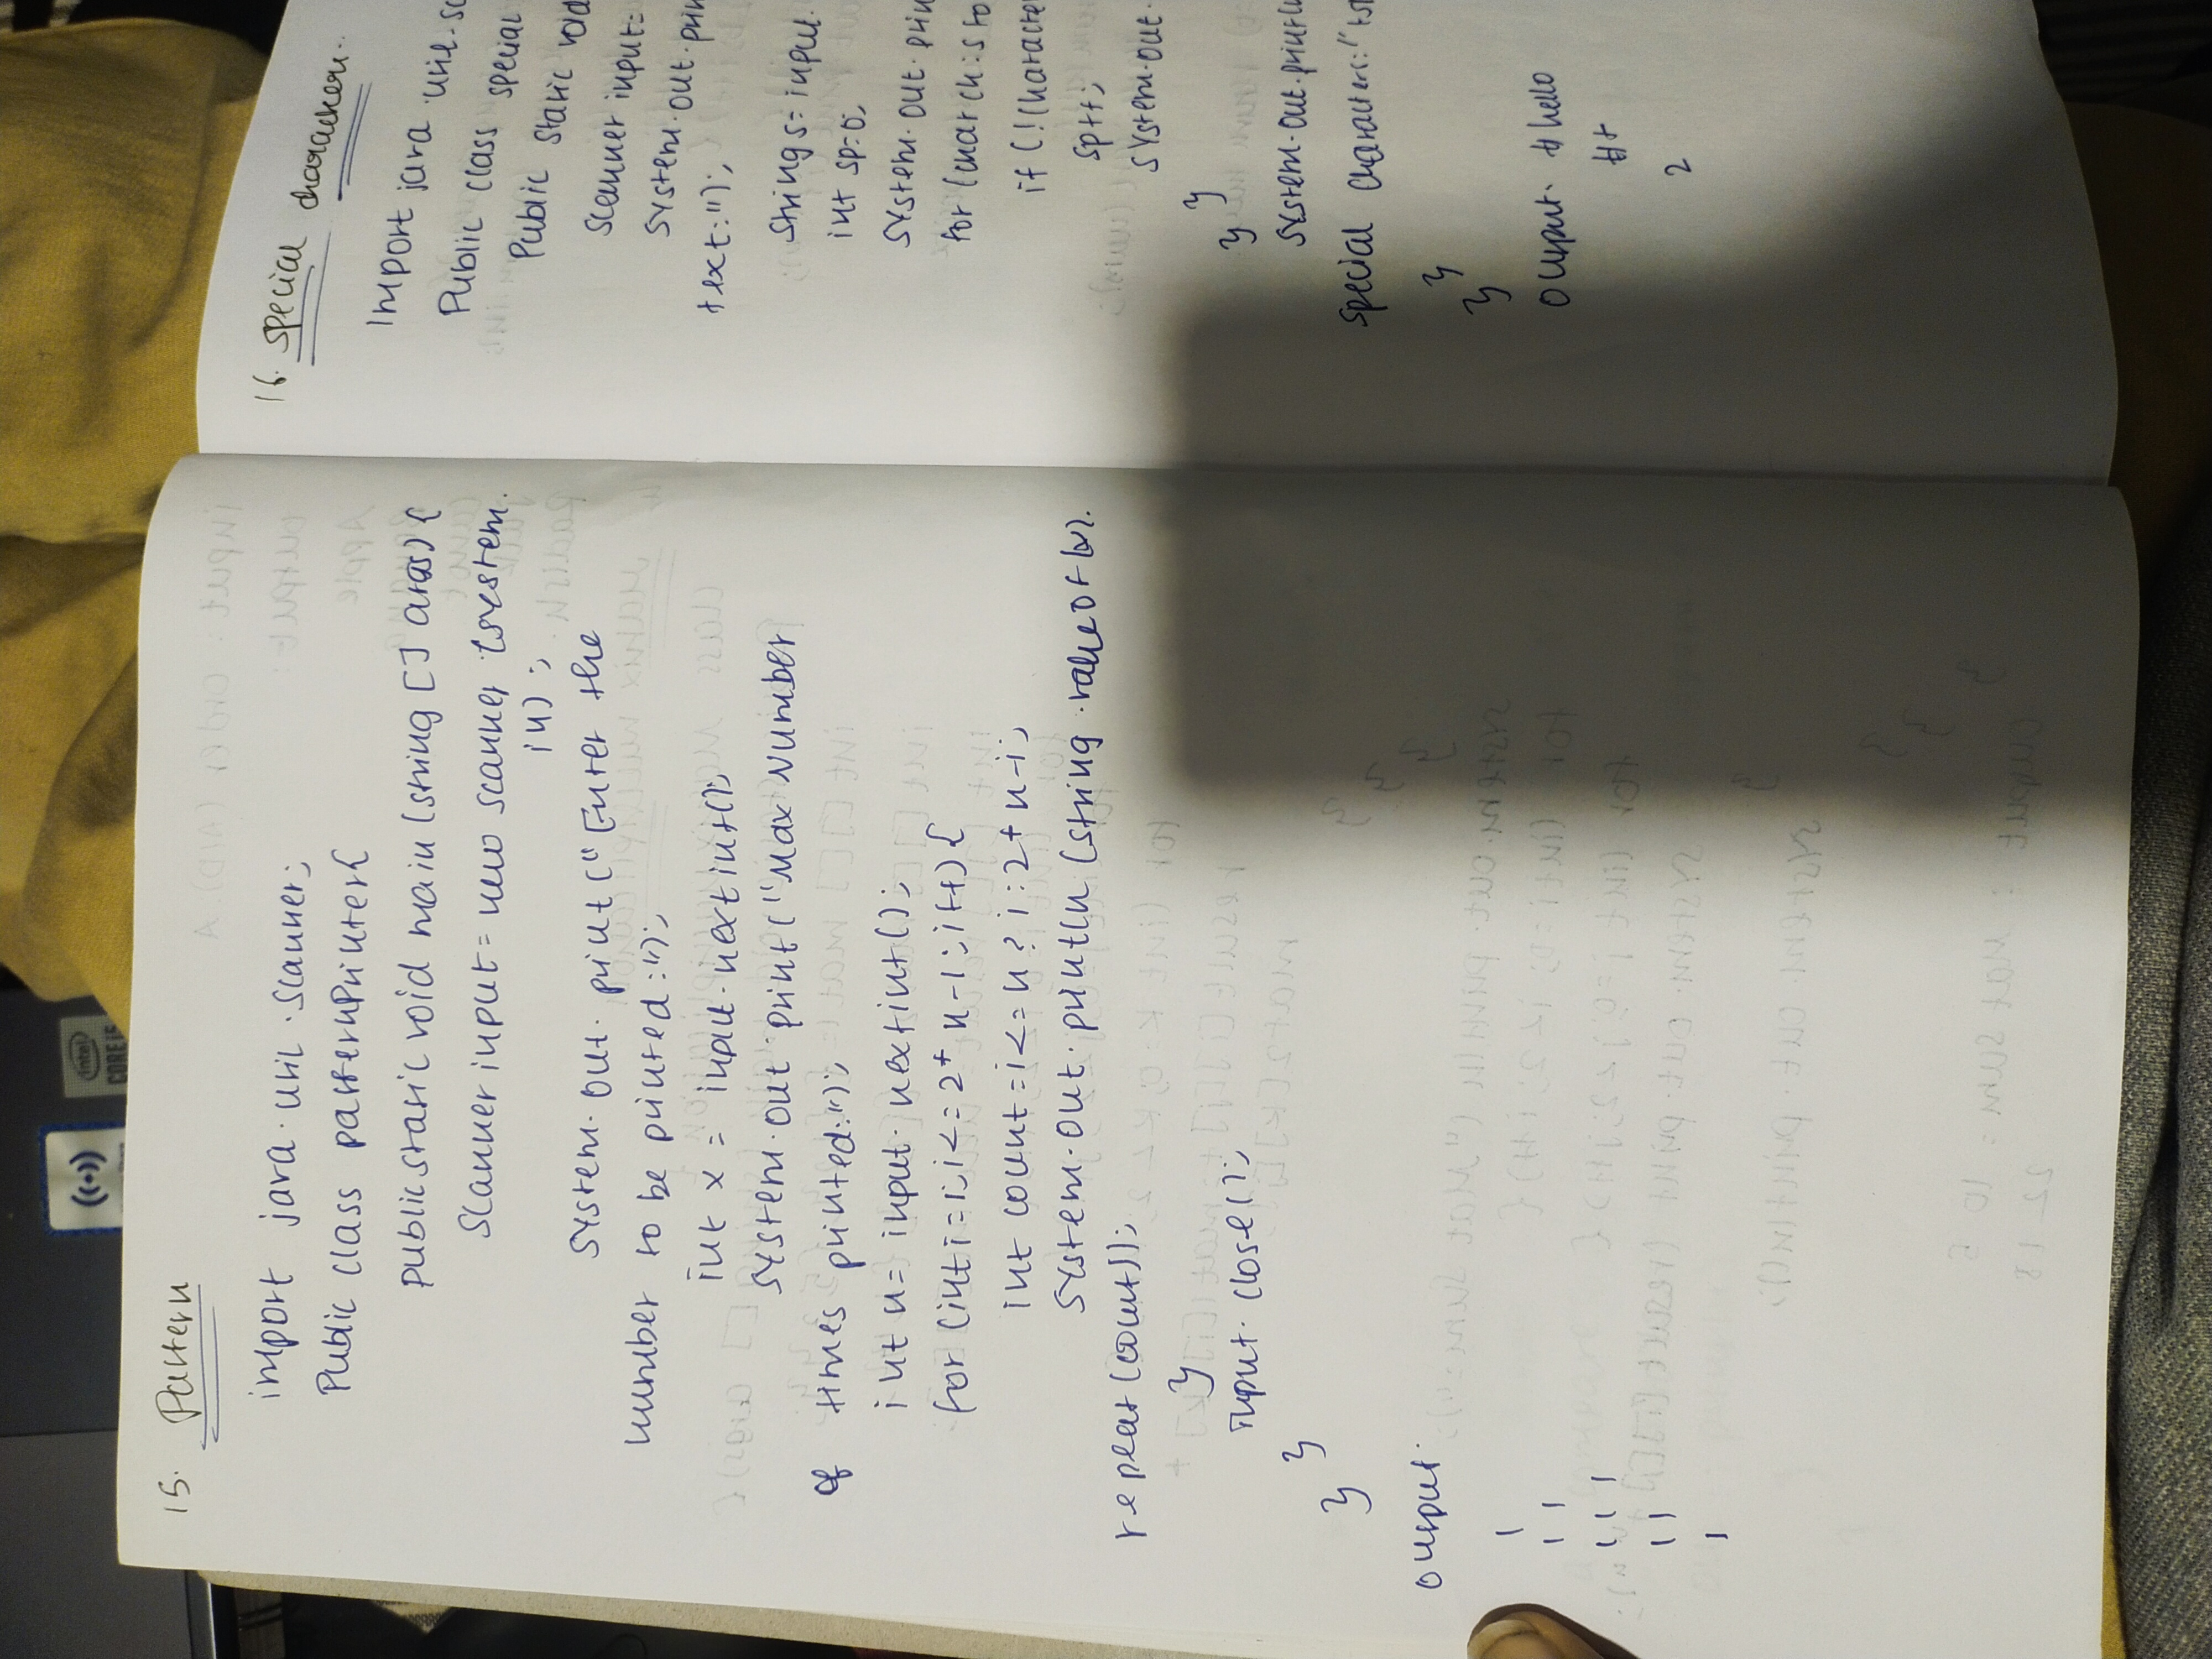 intel
CORE i5
15. Pattern
import java.util.Scanner;
Public class patternPrinter{
public static void main (string [] args) {
Scanner input = new scanner (system.
in);
System.out.print ("Enter the
number to be printed:");
int x = input.nextint();
System.out.print ("Max Number
of times printed:");
int n = input.nextint();
for (int i=1; i<=2* n-1; i++) {
int count = i<=n? i:2* n-i;
System.out.println (string.valueof(x).
repeat(count));
}
input.close();
}
}
output.
1
1 1
1 1 1
1 1
1
16. special characters..
import java.util.sc
Public class special
Public static void
Scanner input=
System.out.prin
text:");
String s= input.
int sp=0;
System.out.prin
for (char ch: s.to
if (!character
sp++;
System.out.
}
}
System.out.println
special characters:"+s
}
}
output. #hello
#+
2